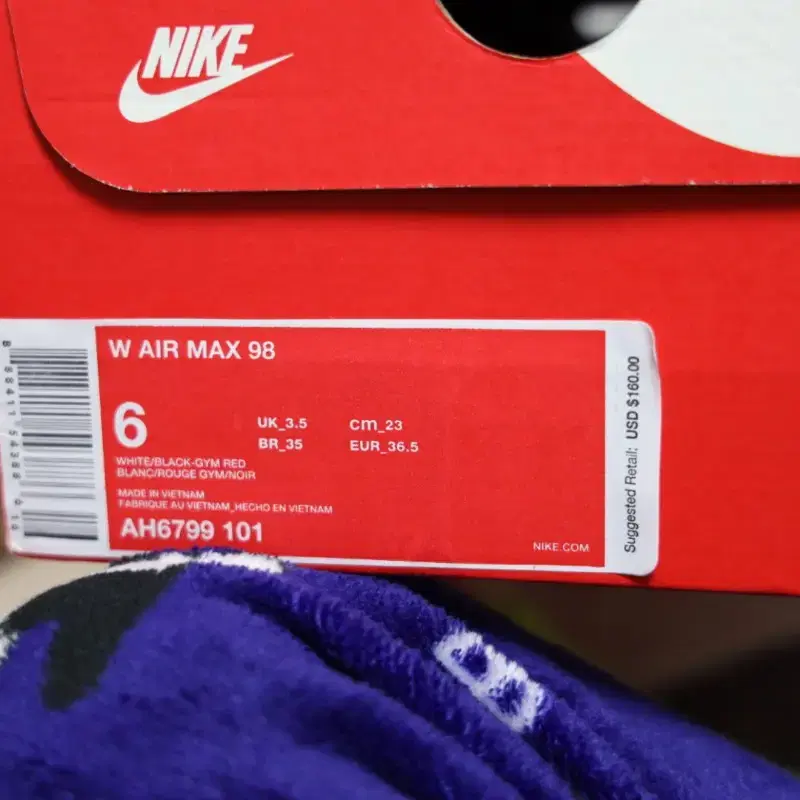 NIKE
W AIR MAX 98
6
UK_3.5
cm_23
BR_35
EUR_36.5
WHITE/BLACK-GYM RED
BLANC/ROUGE GYM/NOIR
MADE IN VIETNAM
FABRIQUE AU VIETNAM_HECHO EN VIETNAM
AH6799 101
NIKE.COM
Suggested Retail: USD $160.00